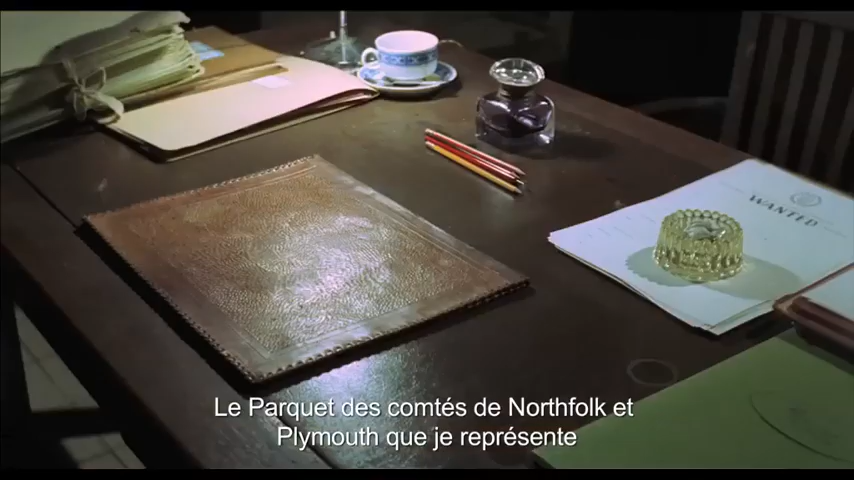 WANTED
Le Parquet des comtés de Northfolk et
Plymouth que je représente